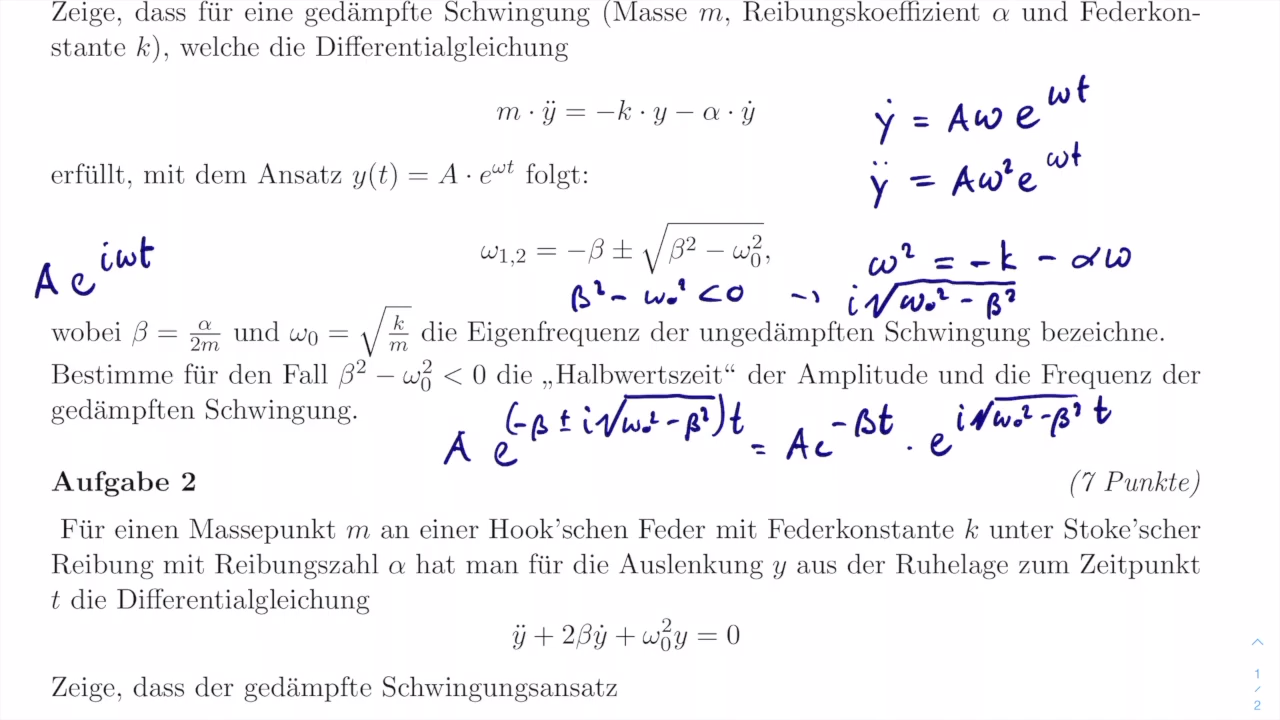 Zeige, dass für eine gedämpfte Schwingung (Masse m, Reibungskoeffizient α und Federkon-
stante k), welche die Differentialgleichung
m · ÿ = −k · y − α · ẏ
ẏ = Aω e^{ωt}
ÿ = Aω² e^{ωt}
erfüllt, mit dem Ansatz y(t) = A · e^{ωt} folgt:
ω_{1,2} = −β ± √(β² − ω₀²),
A e^{iωt}
ω² = −k − αω
β² − ω₀² < 0 → i√(ω₀² − β²)
wobei β = α/2m und ω₀ = √(k/m) die Eigenfrequenz der ungedämpften Schwingung bezeichne.
Bestimme für den Fall β² − ω₀² < 0 die „Halbwertszeit“ der Amplitude und die Frequenz der
gedämpften Schwingung.
A e^{(−β ± i√(ω₀² − β²))t} = A e^{−βt} · e^{i√(ω₀² − β²) t}
Aufgabe 2 (7 Punkte)
Für einen Massepunkt m an einer Hook'schen Feder mit Federkonstante k unter Stoke'scher
Reibung mit Reibungszahl α hat man für die Auslenkung y aus der Ruhelage zum Zeitpunkt
t die Differentialgleichung
ÿ + 2βẏ + ω₀²y = 0
Zeige, dass der gedämpfte Schwingungsansatz
1
/
2